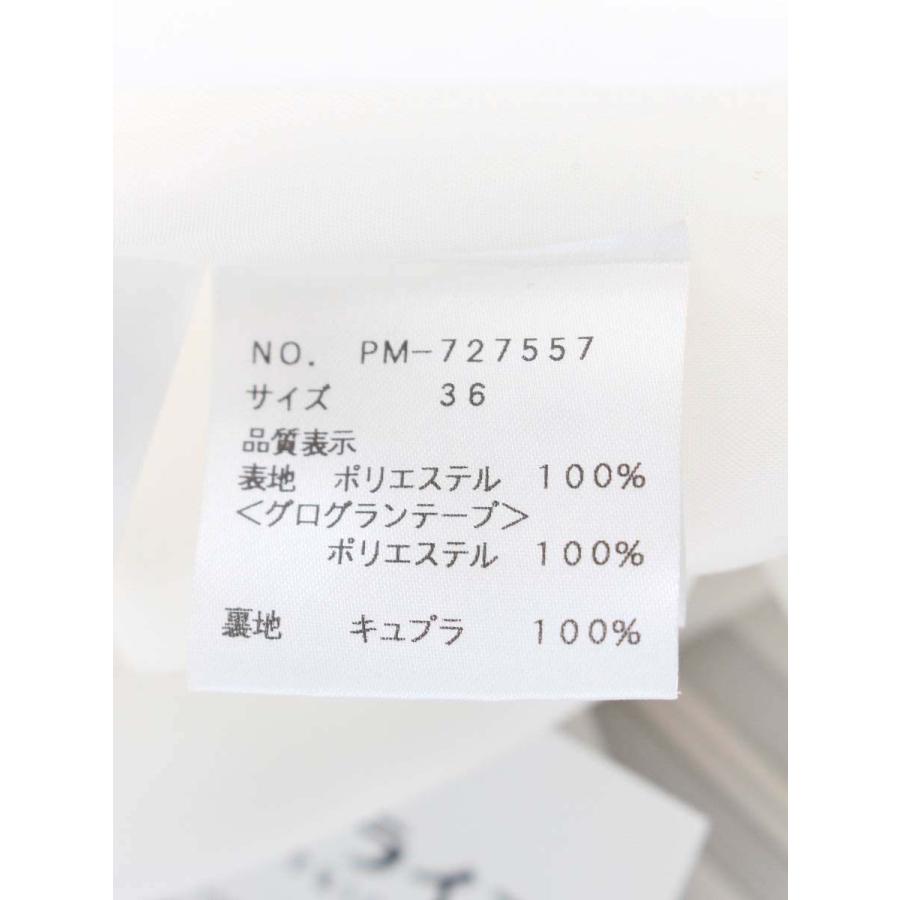 NO. PM-727557
サイズ 36
品質表示
表地 ポリエステル 100%
<グログランテープ>
ポリエステル 100%
裏地 キュプラ 100%